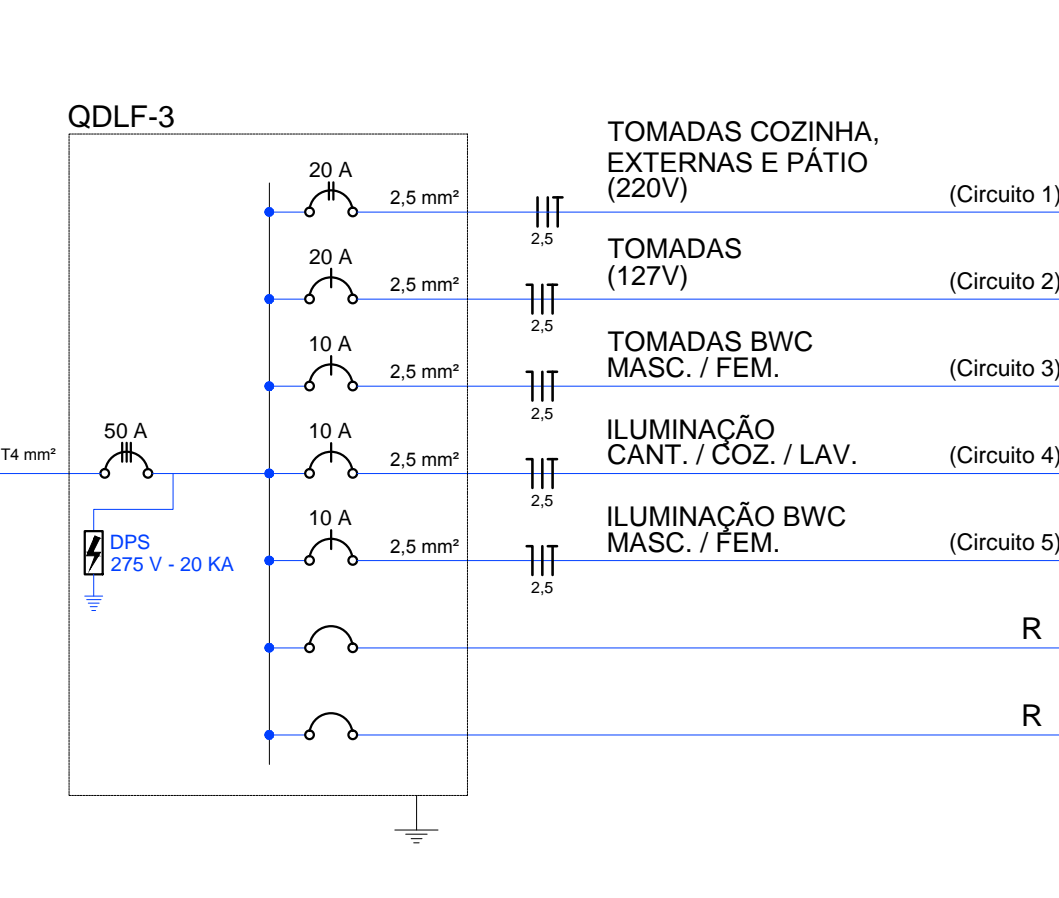 QDLF-3
20 A
2,5 mm²
2,5
TOMADAS COZINHA,
EXTERNAS E PÁTIO
(220V)
(Circuito 1)
20 A
2,5 mm²
2,5
TOMADAS
(127V)
(Circuito 2)
10 A
2,5 mm²
2,5
TOMADAS BWC
MASC. / FEM.
(Circuito 3)
T4 mm²
50 A
10 A
2,5 mm²
2,5
ILUMINAÇÃO
CANT. / COZ. / LAV.
(Circuito 4)
DPS
275 V - 20 KA
10 A
2,5 mm²
2,5
ILUMINAÇÃO BWC
MASC. / FEM.
(Circuito 5)
R
R